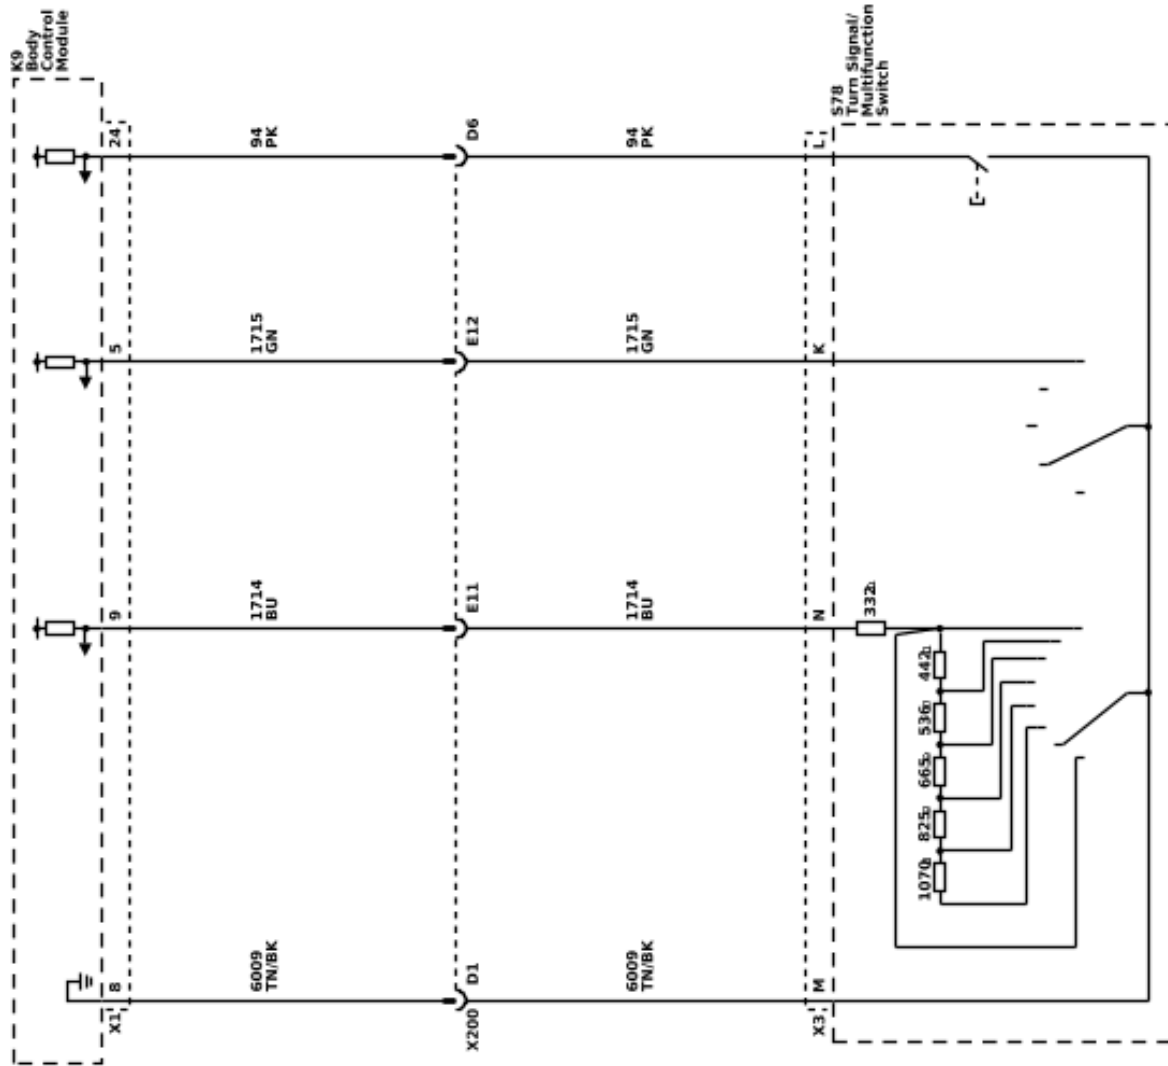 K9
Body
Control
Module
S78
Turn Signal/
Multifunction
Switch
24
94
PK
D6
94
PK
L
5
1715
GN
E12
1715
GN
K
9
1714
BU
E11
1714
BU
N
332Ω
442Ω
536Ω
665Ω
825Ω
1070Ω
8
6009
TN/BK
D1
6009
TN/BK
M
X1
X200
X3